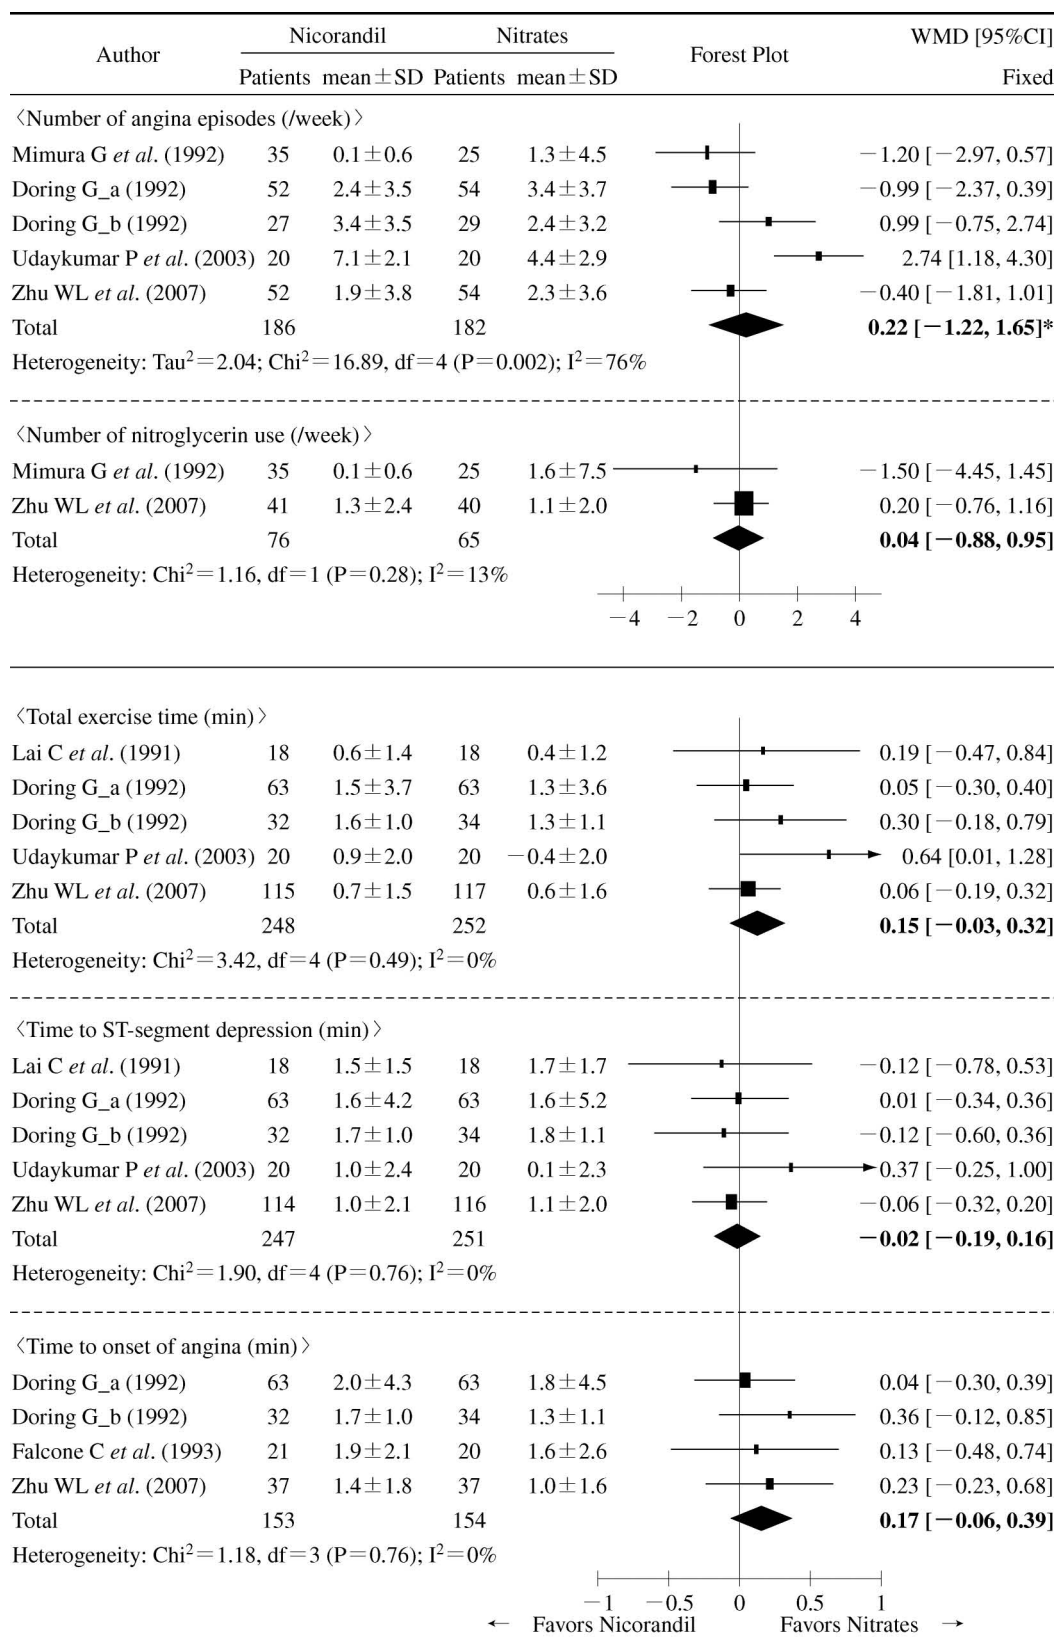 Author Nicorandil Nitrates Forest Plot WMD [95%CI]
Patients mean±SD Patients mean±SD Fixed
〈Number of angina episodes (/week)〉
Mimura G et al. (1992) 35 0.1±0.6 25 1.3±4.5 −1.20 [−2.97, 0.57]
Doring G_a (1992) 52 2.4±3.5 54 3.4±3.7 −0.99 [−2.37, 0.39]
Doring G_b (1992) 27 3.4±3.5 29 2.4±3.2 0.99 [−0.75, 2.74]
Udaykumar P et al. (2003) 20 7.1±2.1 20 4.4±2.9 2.74 [1.18, 4.30]
Zhu WL et al. (2007) 52 1.9±3.8 54 2.3±3.6 −0.40 [−1.81, 1.01]
Total 186 182 0.22 [−1.22, 1.65]*
Heterogeneity: Tau²=2.04; Chi²=16.89, df=4 (P=0.002); I²=76%
〈Number of nitroglycerin use (/week)〉
Mimura G et al. (1992) 35 0.1±0.6 25 1.6±7.5 −1.50 [−4.45, 1.45]
Zhu WL et al. (2007) 41 1.3±2.4 40 1.1±2.0 0.20 [−0.76, 1.16]
Total 76 65 0.04 [−0.88, 0.95]
Heterogeneity: Chi²=1.16, df=1 (P=0.28); I²=13%
−4 −2 0 2 4
〈Total exercise time (min)〉
Lai C et al. (1991) 18 0.6±1.4 18 0.4±1.2 0.19 [−0.47, 0.84]
Doring G_a (1992) 63 1.5±3.7 63 1.3±3.6 0.05 [−0.30, 0.40]
Doring G_b (1992) 32 1.6±1.0 34 1.3±1.1 0.30 [−0.18, 0.79]
Udaykumar P et al. (2003) 20 0.9±2.0 20 −0.4±2.0 0.64 [0.01, 1.28]
Zhu WL et al. (2007) 115 0.7±1.5 117 0.6±1.6 0.06 [−0.19, 0.32]
Total 248 252 0.15 [−0.03, 0.32]
Heterogeneity: Chi²=3.42, df=4 (P=0.49); I²=0%
〈Time to ST-segment depression (min)〉
Lai C et al. (1991) 18 1.5±1.5 18 1.7±1.7 −0.12 [−0.78, 0.53]
Doring G_a (1992) 63 1.6±4.2 63 1.6±5.2 0.01 [−0.34, 0.36]
Doring G_b (1992) 32 1.7±1.0 34 1.8±1.1 −0.12 [−0.60, 0.36]
Udaykumar P et al. (2003) 20 1.0±2.4 20 0.1±2.3 0.37 [−0.25, 1.00]
Zhu WL et al. (2007) 114 1.0±2.1 116 1.1±2.0 −0.06 [−0.32, 0.20]
Total 247 251 −0.02 [−0.19, 0.16]
Heterogeneity: Chi²=1.90, df=4 (P=0.76); I²=0%
〈Time to onset of angina (min)〉
Doring G_a (1992) 63 2.0±4.3 63 1.8±4.5 0.04 [−0.30, 0.39]
Doring G_b (1992) 32 1.7±1.0 34 1.3±1.1 0.36 [−0.12, 0.85]
Falcone C et al. (1993) 21 1.9±2.1 20 1.6±2.6 0.13 [−0.48, 0.74]
Zhu WL et al. (2007) 37 1.4±1.8 37 1.0±1.6 0.23 [−0.23, 0.68]
Total 153 154 0.17 [−0.06, 0.39]
Heterogeneity: Chi²=1.18, df=3 (P=0.76); I²=0%
−1 −0.5 0 0.5 1
← Favors Nicorandil Favors Nitrates →